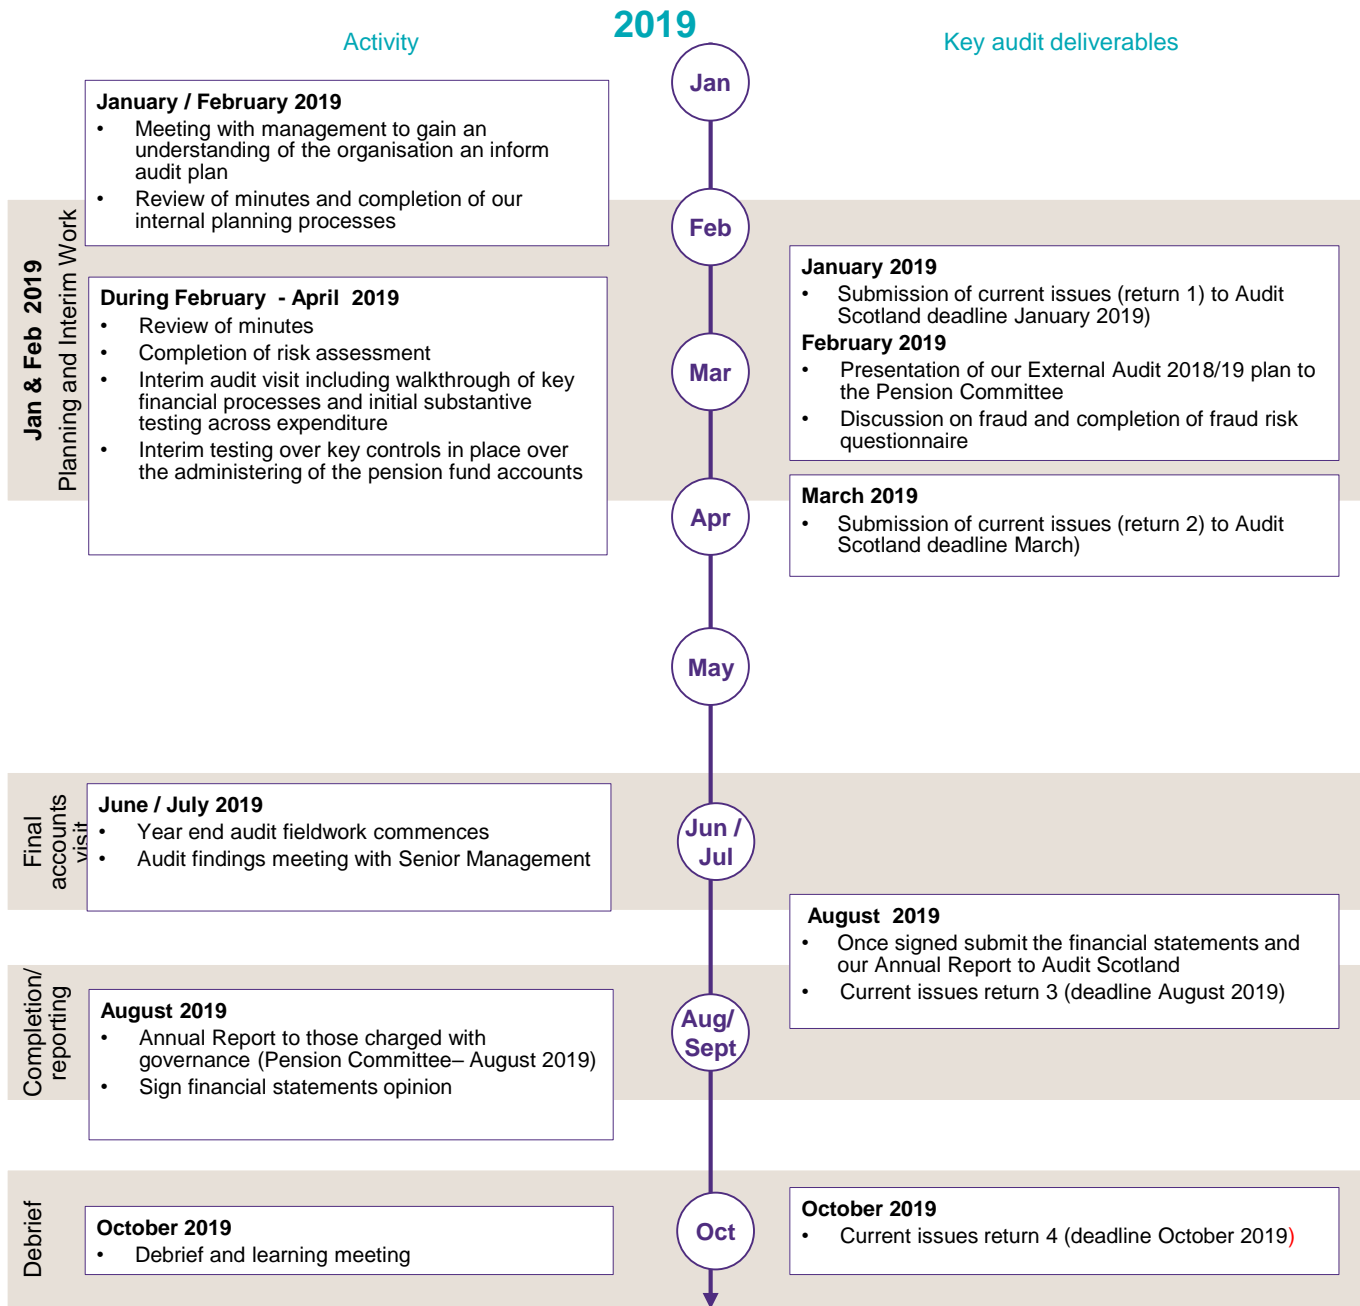 2019
Activity
Key audit deliverables
Jan
January / February 2019
• Meeting with management to gain an
understanding of the organisation an inform
audit plan
• Review of minutes and completion of our
internal planning processes
Jan & Feb 2019
Planning and Interim Work
Feb
During February - April 2019
• Review of minutes
• Completion of risk assessment
• Interim audit visit including walkthrough of key
financial processes and initial substantive
testing across expenditure
• Interim testing over key controls in place over
the administering of the pension fund accounts
January 2019
• Submission of current issues (return 1) to Audit
Scotland deadline January 2019)
February 2019
• Presentation of our External Audit 2018/19 plan to
the Pension Committee
• Discussion on fraud and completion of fraud risk
questionnaire
Mar
March 2019
• Submission of current issues (return 2) to Audit
Scotland deadline March)
Apr
May
Final
accounts
visit
June / July 2019
• Year end audit fieldwork commences
• Audit findings meeting with Senior Management
Jun /
Jul
August 2019
• Once signed submit the financial statements and
our Annual Report to Audit Scotland
• Current issues return 3 (deadline August 2019)
Completion/
reporting
August 2019
• Annual Report to those charged with
governance (Pension Committee– August 2019)
• Sign financial statements opinion
Aug/
Sept
Debrief
October 2019
• Debrief and learning meeting
Oct
October 2019
• Current issues return 4 (deadline October 2019)